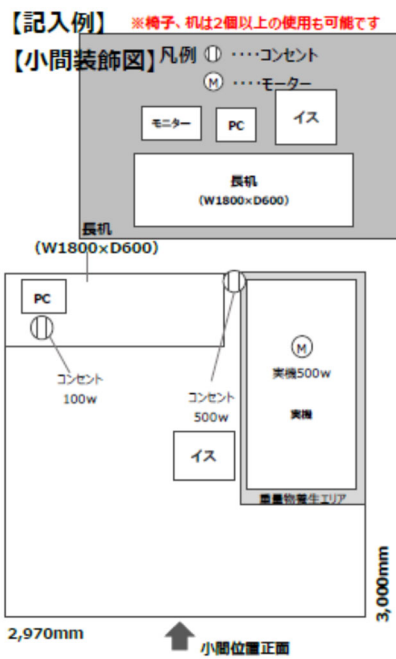 【記入例】 ※椅子、机は2個以上の使用も可能です
【小間装飾図】 凡例 ････コンセント
M ････モーター
モニター
PC
イス
長机
(W1800×D600)
長机
(W1800×D600)
PC
コンセント
100w
コンセント
500w
M
実機500w
実機
イス
重量物養生エリア
3,000mm
2,970mm
小間位置正面